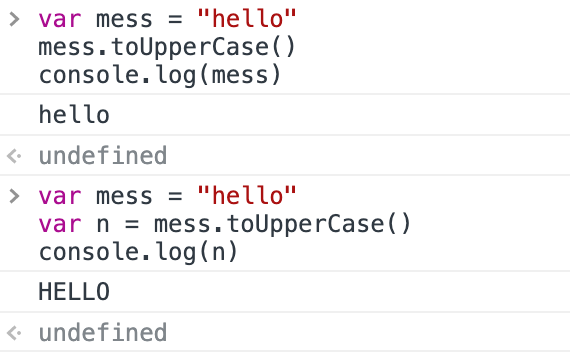 var mess = "hello"
mess.toUpperCase()
console.log(mess)
hello
undefined
var mess = "hello"
var n = mess.toUpperCase()
console.log(n)
HELLO
undefined